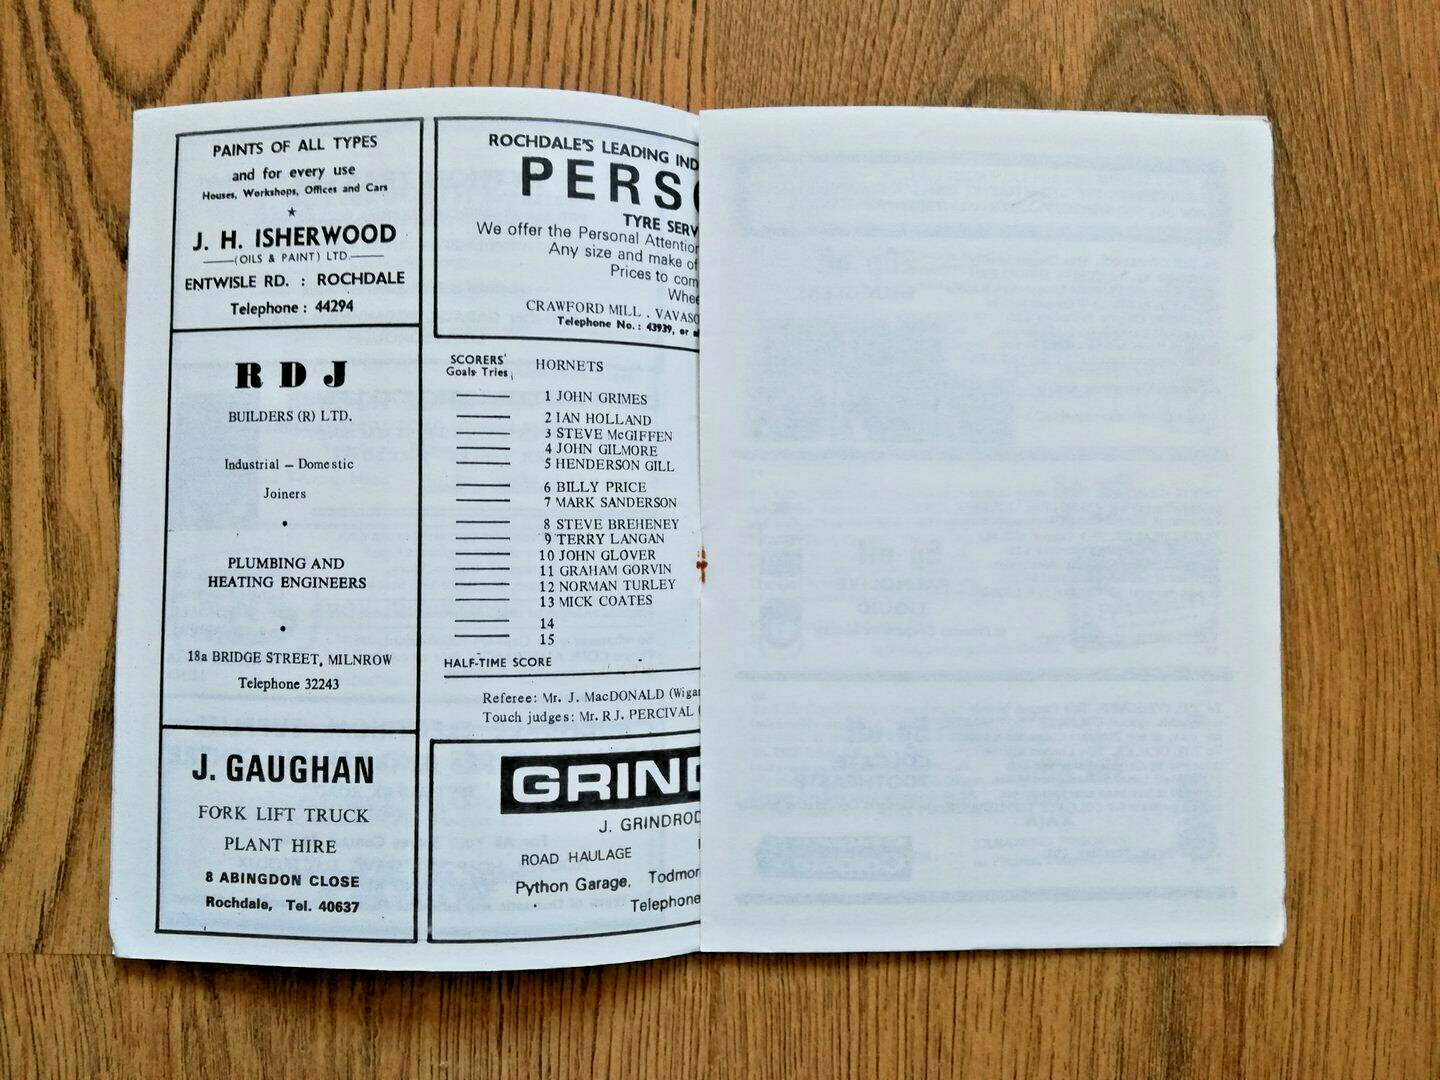 PAINTS OF ALL TYPES
and for every use
Houses, Workshops, Offices and Cars
J. H. ISHERWOOD
(OILS & PAINT) LTD.
ENTWISLE RD. : ROCHDALE
Telephone : 44294
RDJ
BUILDERS (R) LTD.
Industrial – Domestic
Joiners
PLUMBING AND
HEATING ENGINEERS
18a BRIDGE STREET, MILNROW
Telephone 32243
J. GAUGHAN
FORK LIFT TRUCK
PLANT HIRE
8 ABINGDON CLOSE
Rochdale, Tel. 40637
ROCHDALE'S LEADING IND
PERSO
TYRE SERV
We offer the Personal Attention
Any size and make of
Prices to com
Whee
CRAWFORD MILL . VAVASO
Telephone No. : 43939, or
SCORERS' HORNETS
Goals Tries
1 JOHN GRIMES
2 IAN HOLLAND
3 STEVE McGIFFEN
4 JOHN GILMORE
5 HENDERSON GILL
6 BILLY PRICE
7 MARK SANDERSON
8 STEVE BREHENEY
9 TERRY LANGAN
10 JOHN GLOVER
11 GRAHAM GORVIN
12 NORMAN TURLEY
13 MICK COATES
14
15
HALF-TIME SCORE
Referee: Mr. J. MacDONALD (Wigan
Touch judges: Mr. R.J. PERCIVAL (
GRIND
J. GRINDROD
ROAD HAULAGE
Python Garage. Todmor
Telephone